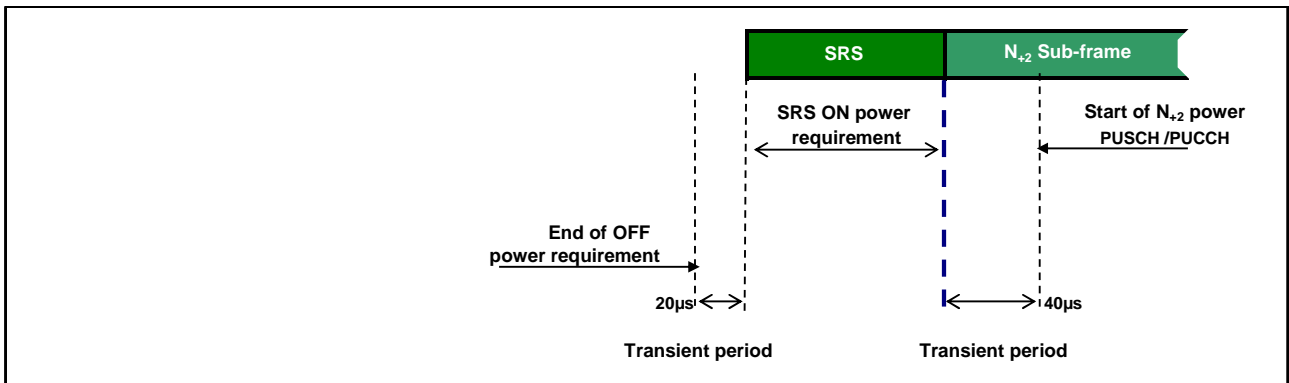 SRS
N+2 Sub-frame
SRS ON power
requirement
Start of N+2 power
PUSCH /PUCCH
End of OFF
power requirement
20µs
40µs
Transient period
Transient period